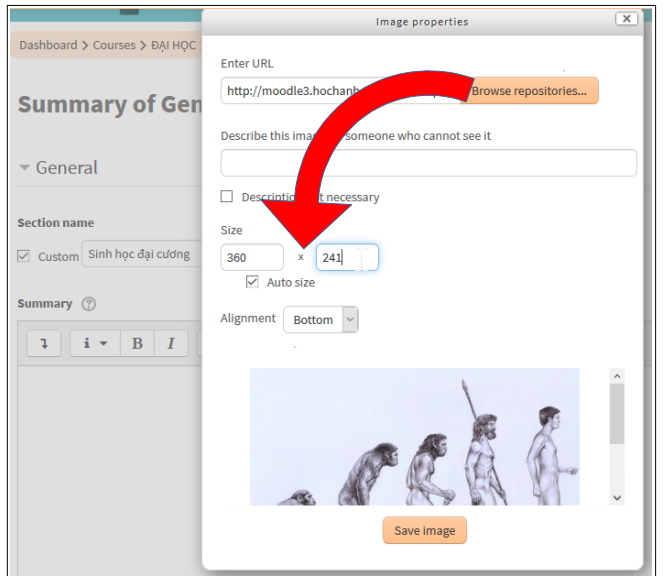 Image properties
Dashboard > Courses > ĐẠI HỌC
Enter URL
http://moodle3.hochanh
Browse repositories...
Summary of Gen
Describe this someone who cannot see it
General
Description necessary
Section name
Size
Custom Sinh học đại cương
360 x 241
Auto size
Summary
Alignment Bottom
i B I
Save image